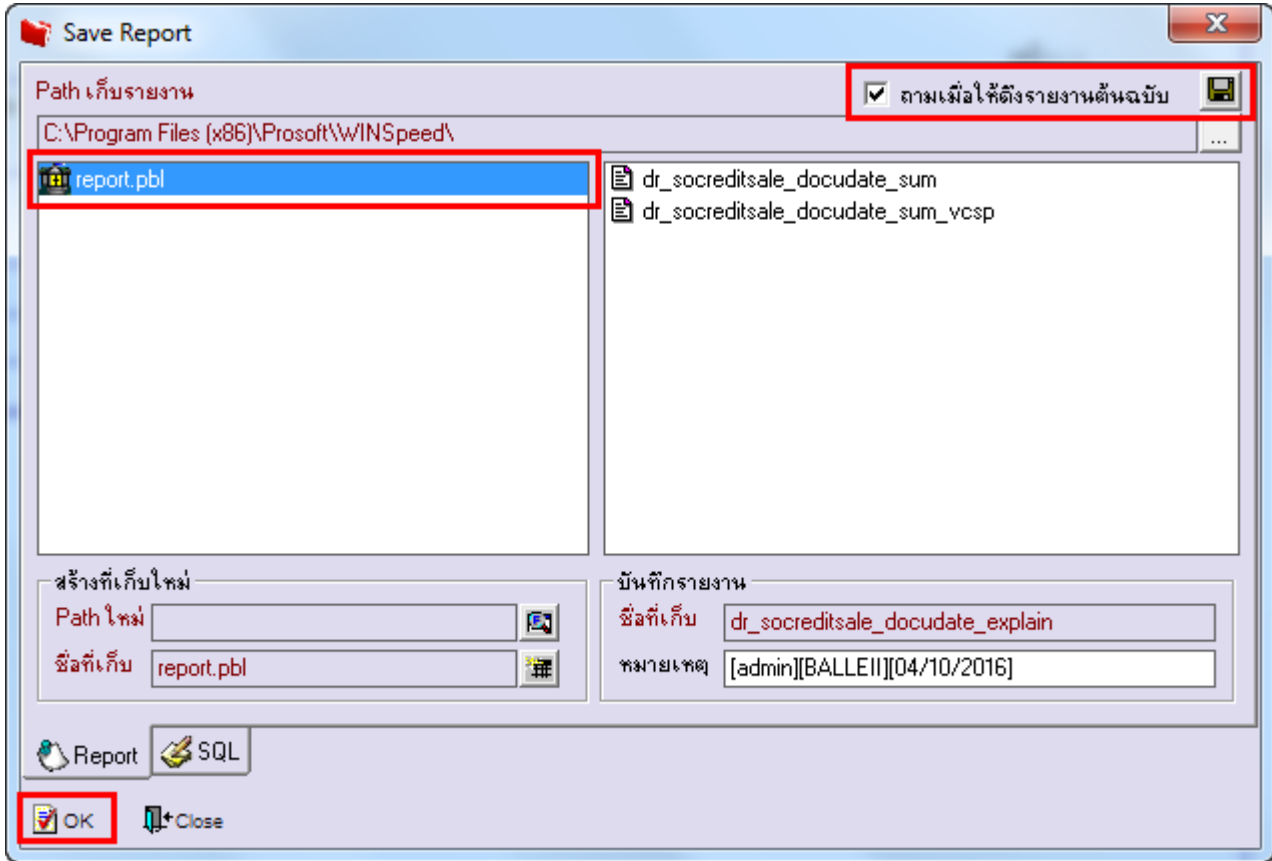 Save Report
Path เก็บรายงาน
ถามเมื่อให้ดึงรายงานต้นฉบับ
C:\Program Files (x86)\Prosoft\WINSpeed\
...
report.pbl
dr_socreditsale_docudate_sum
dr_socreditsale_docudate_sum_vcsp
สร้างที่เก็บใหม่
Path ใหม่
ชื่อที่เก็บ report.pbl
บันทึกรายงาน
ชื่อที่เก็บ dr_socreditsale_docudate_explain
หมายเหตุ [admin][BALLEII][04/10/2016]
Report SQL
OK Close